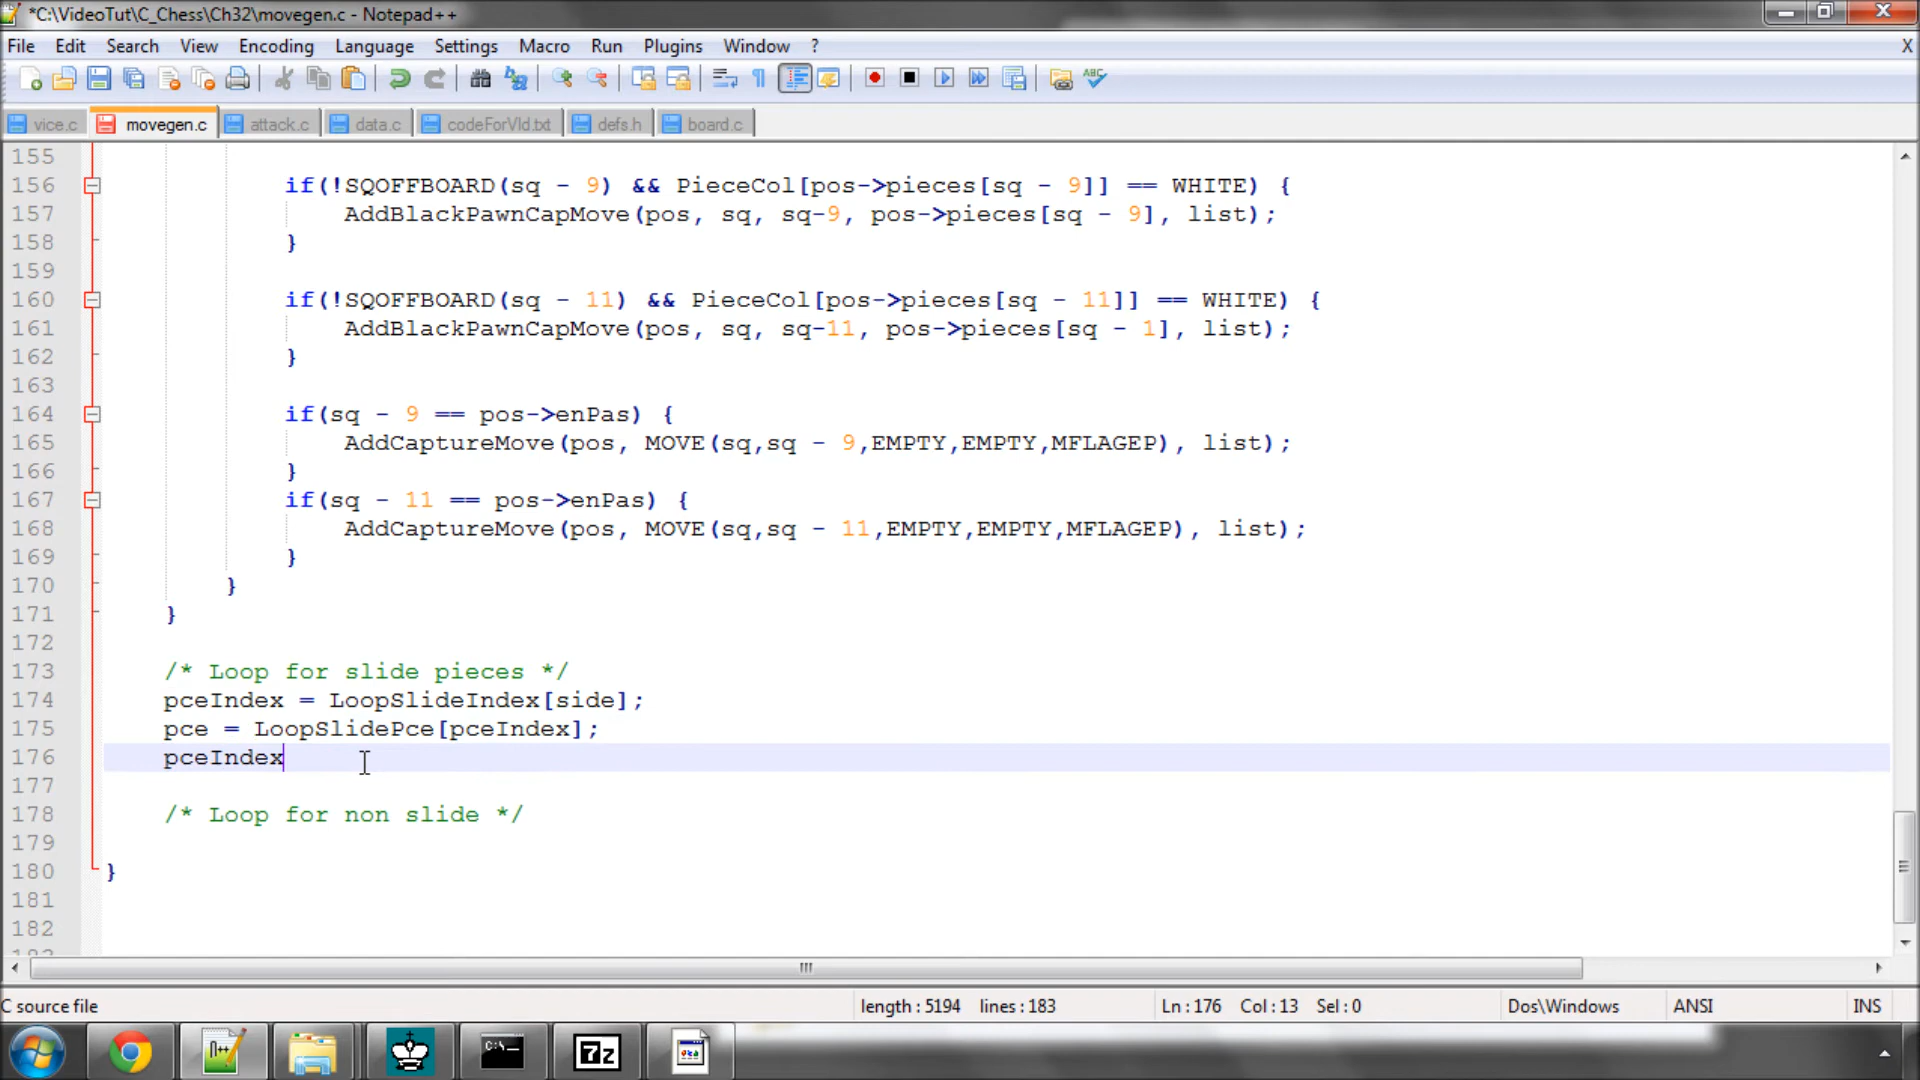 *C:\VideoTut\C_Chess\Ch32\movegen.c - Notepad++
File Edit Search View Encoding Language Settings Macro Run Plugins Window ? X
vice.c movegen.c attack.c data.c codeForVid.txt defs.h board.c
155
156 if(!SQOFFBOARD(sq - 9) && PieceCol[pos->pieces[sq - 9]] == WHITE) {
157 AddBlackPawnCapMove(pos, sq, sq-9, pos->pieces[sq - 9], list);
158 }
159
160 if(!SQOFFBOARD(sq - 11) && PieceCol[pos->pieces[sq - 11]] == WHITE) {
161 AddBlackPawnCapMove(pos, sq, sq-11, pos->pieces[sq - 1], list);
162 }
163
164 if(sq - 9 == pos->enPas) {
165 AddCaptureMove(pos, MOVE(sq,sq - 9,EMPTY,EMPTY,MFLAGEP), list);
166 }
167 if(sq - 11 == pos->enPas) {
168 AddCaptureMove(pos, MOVE(sq,sq - 11,EMPTY,EMPTY,MFLAGEP), list);
169 }
170 }
171 }
172
173 /* Loop for slide pieces */
174 pceIndex = LoopSlideIndex[side];
175 pce = LoopSlidePce[pceIndex];
176 pceIndex
177
178 /* Loop for non slide */
179
180 }
181
182
183
C source file length : 5194 lines : 183 Ln : 176 Col : 13 Sel : 0 Dos\Windows ANSI INS